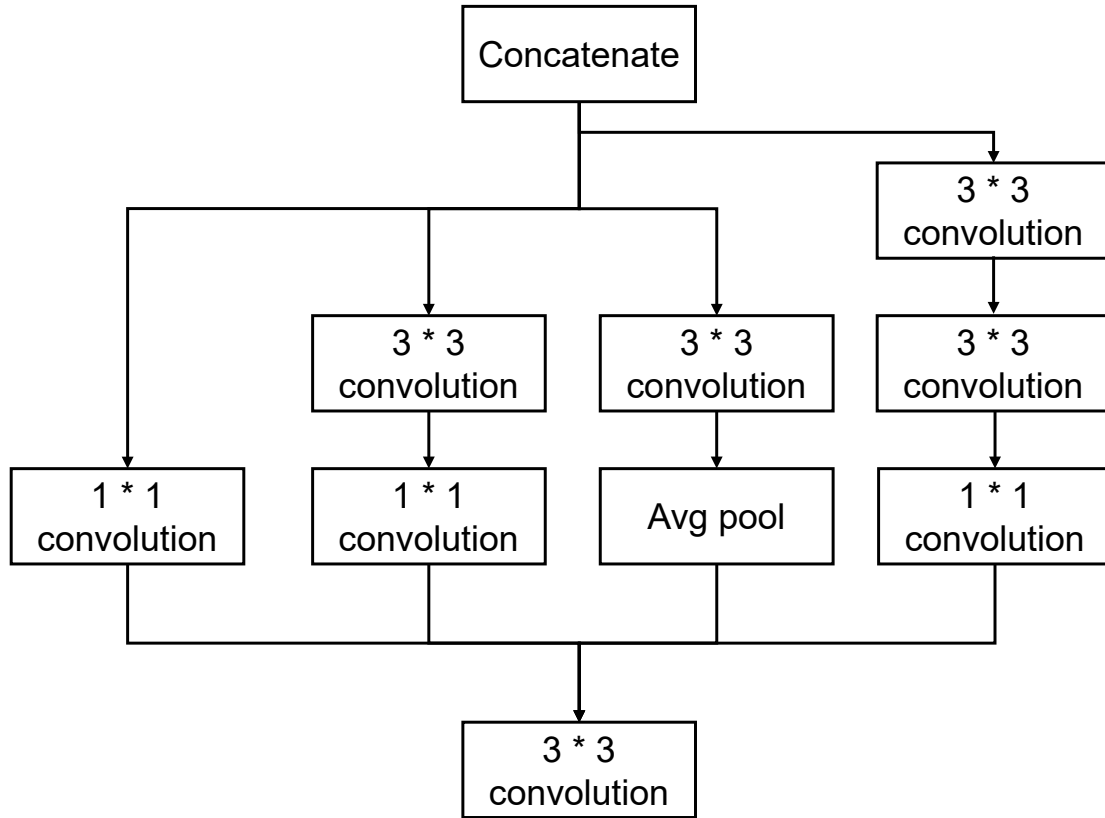 Concatenate
3 * 3
convolution
3 * 3
convolution
3 * 3
convolution
3 * 3
convolution
1 * 1
convolution
1 * 1
convolution
Avg pool
1 * 1
convolution
3 * 3
convolution